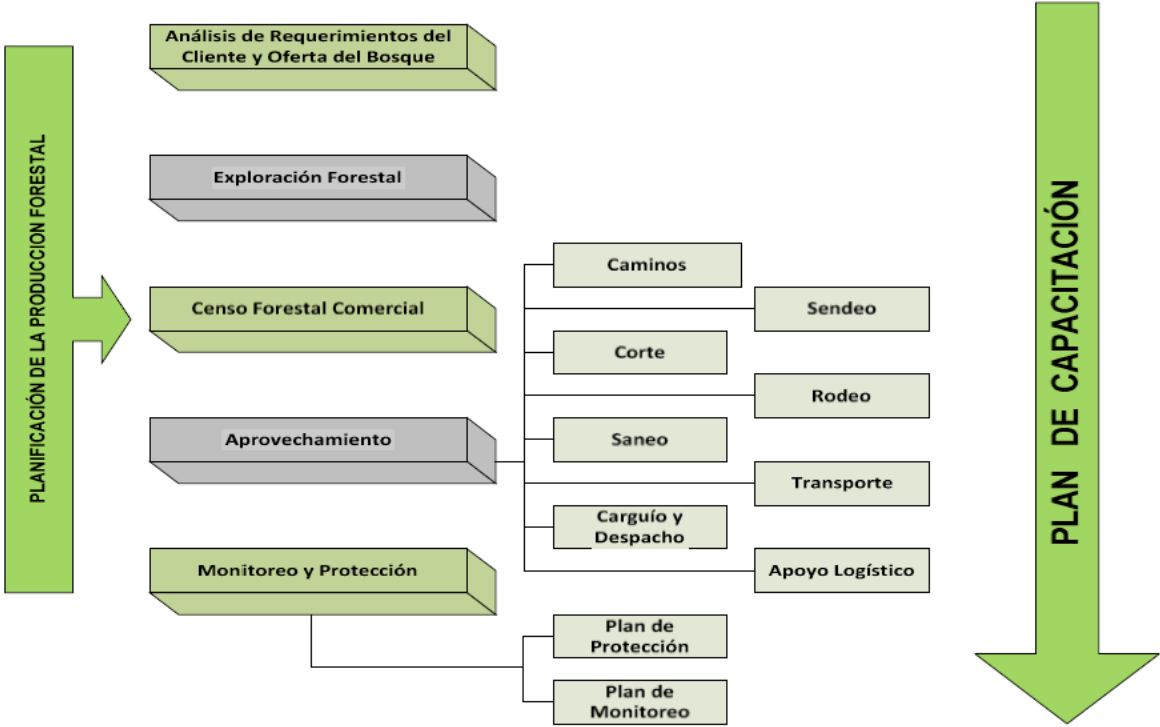 PLANIFICACIÓN DE LA PRODUCCION FORESTAL
Análisis de Requerimientos del
Cliente y Oferta del Bosque
Exploración Forestal
Censo Forestal Comercial
Aprovechamiento
Monitoreo y Protección
Caminos
Sendeo
Corte
Rodeo
Saneo
Transporte
Carguío y
Despacho
Apoyo Logístico
Plan de
Protección
Plan de
Monitoreo
PLAN DE CAPACITACIÓN